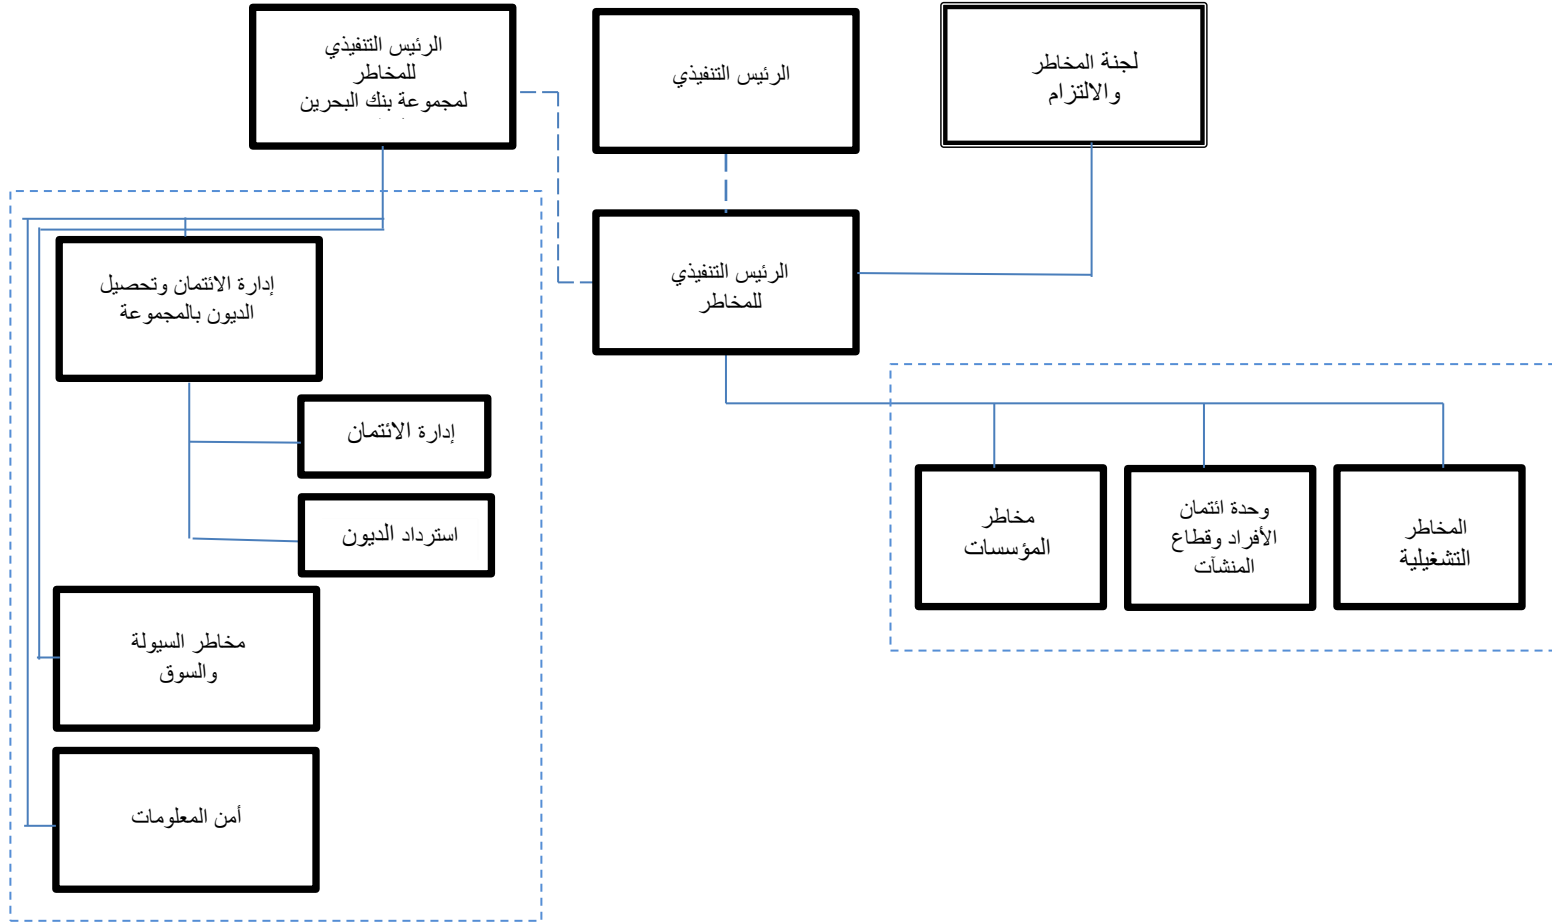 لجنة المخاطر
والالتزام
الرئيس التنفيذي
الرئيس التنفيذي
للمخاطر
لمجموعة بنك البحرين
الرئيس التنفيذي
للمخاطر
إدارة الائتمان وتحصيل
الديون بالمجموعة
إدارة الائتمان
استرداد الديون
مخاطر السيولة
والسوق
أمن المعلومات
المخاطر
التشغيلية
وحدة ائتمان
الأفراد وقطاع
المنشآت
مخاطر
المؤسسات